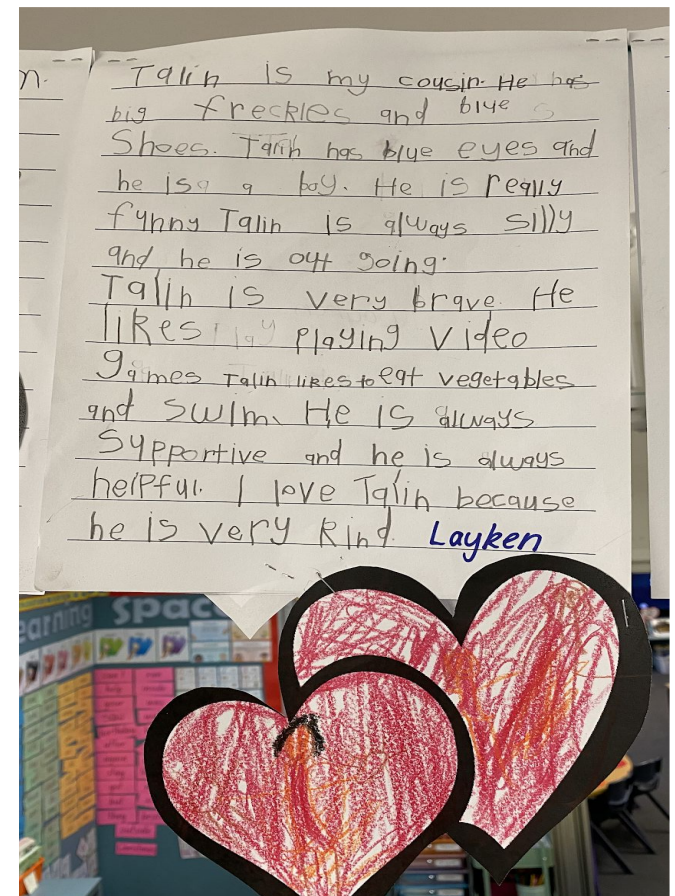 n.
Talin is my cousin. He has
big freckles and blue
Shoes. Talin has blue eyes and
he is a boy. He is really
funny Talin is always silly
and he is out going.
Talin is very brave. He
likes playing video
games Talin likes to eat vegetables
and swim. He is always
supportive and he is always
helpful. I love Talin because
he is very kind. Layken
earning Spac